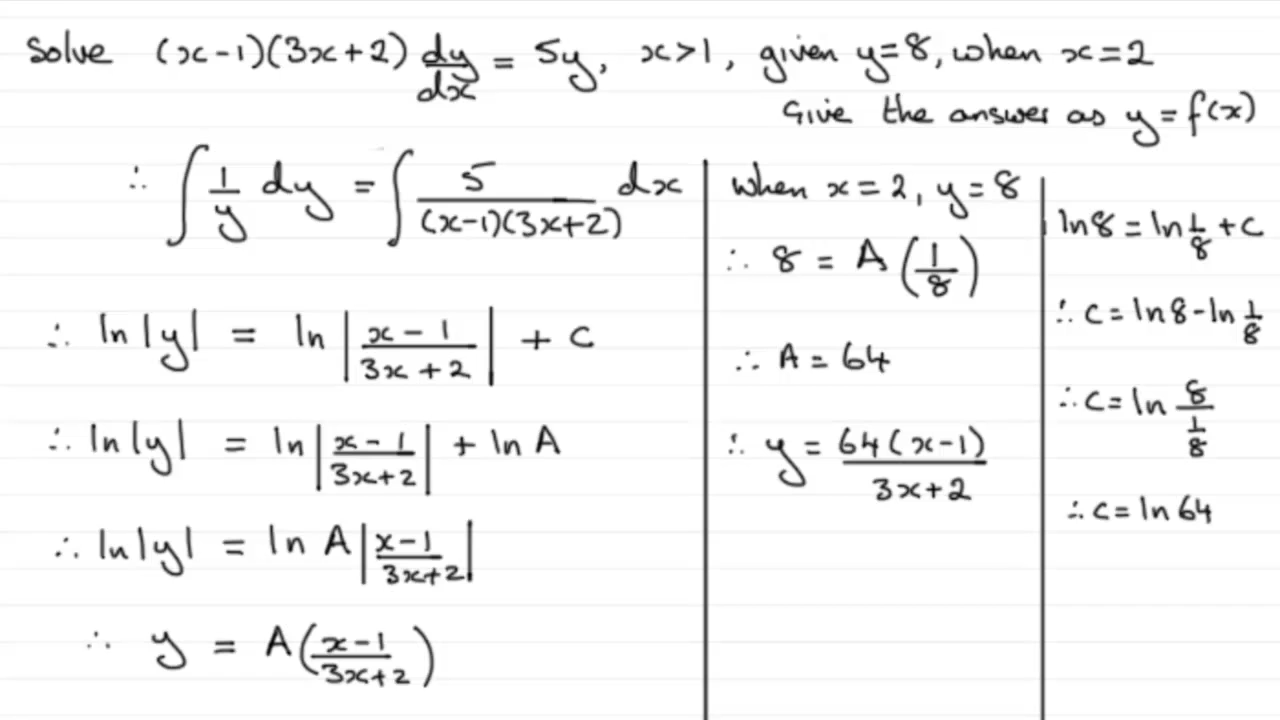 Solve (x-1)(3x+2) dy/dx = 5y, x>1, given y=8, when x=2
Give the answer as y=f(x)
∴ ∫ 1/y dy = ∫ 5/((x-1)(3x+2)) dx
∴ ln|y| = ln|(x-1)/(3x+2)| + c
∴ ln|y| = ln|(x-1)/(3x+2)| + ln A
∴ ln|y| = ln A|(x-1)/(3x+2)|
∴ y = A((x-1)/(3x+2))
when x=2, y=8
∴ 8 = A(1/8)
∴ A = 64
∴ y = 64(x-1)/(3x+2)
ln8 = ln 1/8 + c
∴ c = ln8 - ln 1/8
∴ c = ln 8/(1/8)
∴ c = ln 64